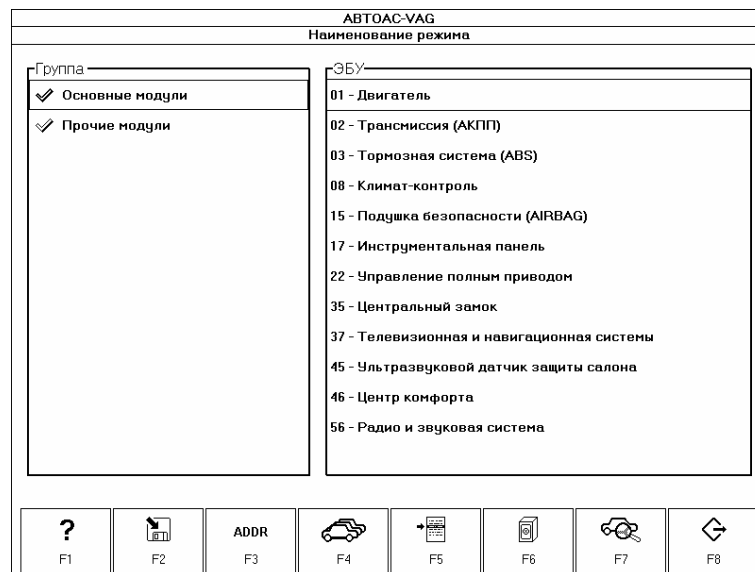 АВТОАС-VAG
Наименование режима
Группа
Основные модули
Прочие модули
ЭБУ
01 - Двигатель
02 - Трансмиссия (АКПП)
03 - Тормозная система (ABS)
08 - Климат-контроль
15 - Подушка безопасности (AIRBAG)
17 - Инструментальная панель
22 - Управление полным приводом
35 - Центральный замок
37 - Телевизионная и навигационная системы
45 - Ультразвуковой датчик защиты салона
46 - Центр комфорта
56 - Радио и звуковая система
? ADDR
F1 F2 F3 F4 F5 F6 F7 F8